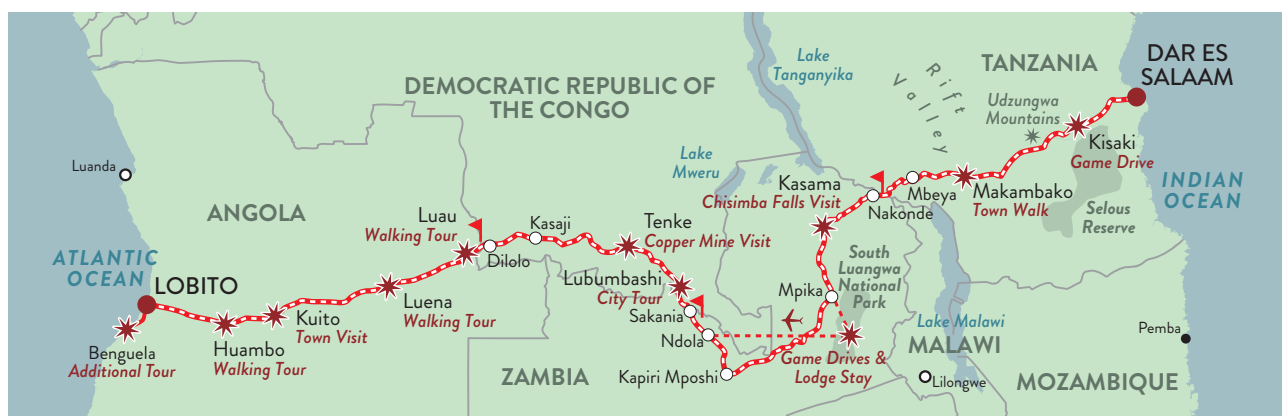 DEMOCRATIC REPUBLIC OF
THE CONGO
Lake
Tanganyika
Rift
Valley
TANZANIA
DAR ES
SALAAM
Udzungwa
Mountains
Kisaki
Game Drive
Luanda
Lake
Mweru
Kasama
Chisimba Falls Visit
Mbeya
Nakonde
Makambako
Town Walk
INDIAN
OCEAN
Selous
Reserve
ANGOLA
Luau
Walking Tour
Kasaji
Dilolo
Tenke
Copper Mine Visit
ATLANTIC
OCEAN
LOBITO
Lubumbashi
City Tour
Sakania
Ndola
Mpika
South
Luangwa
National
Park
Benguela
Additional Tour
Huambo
Walking Tour
Kuito
Town Visit
Luena
Walking Tour
Lake Malawi
MALAWI
Pemba
ZAMBIA
Kapiri Mposhi
Game Drives &
Lodge Stay
Lilongwe
MOZAMBIQUE